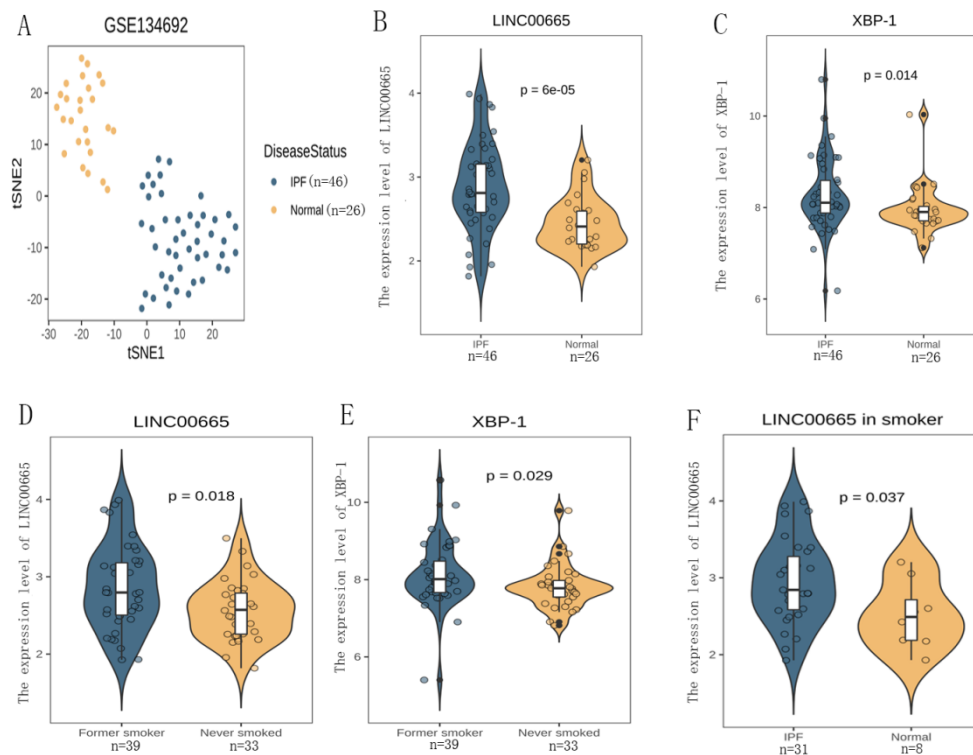 A
GSE134692
tSNE2
20
10
0
-10
-20
-30
-20
-10
0
10
20
tSNE1
DiseaseStatus
IPF (n=46)
Normal (n=26)
B
LINC00665
The expression level of LINC00665
p = 6e-05
4
3
2
IPF
n=46
Normal
n=26
C
XBP-1
The expression level of XBP-1
p = 0.014
10
8
6
IPF
n=46
Normal
n=26
D
LINC00665
The expression level of LINC00665
p = 0.018
4
3
2
Former smoker
n=39
Never smoked
n=33
E
XBP-1
The expression level of XBP-1
p = 0.029
10
8
6
Former smoker
n=39
Never smoked
n=33
F
LINC00665 in smoker
The expression level of LINC00665
p = 0.037
4
3
2
IPF
n=31
Normal
n=8